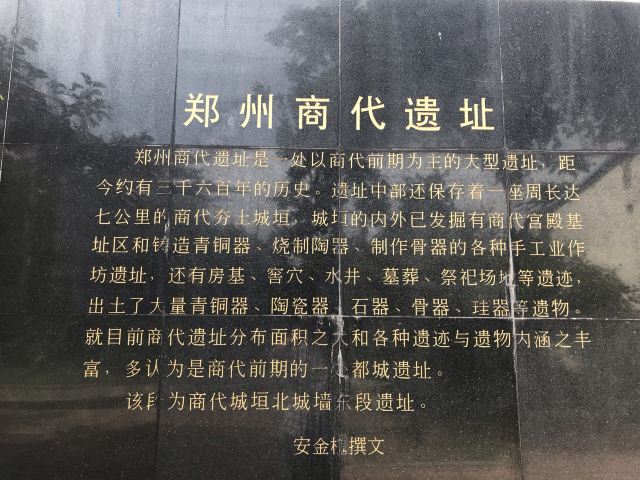 郑州商代遗址
郑州商代遗址是一处以商代前期为主的大型遗址，距
今约有三千六百年的历史。遗址中部还保存着一座周长达
七公里的商代夯土城垣，城垣的内外已发掘有商代宫殿基
址区和铸造青铜器、烧制陶器、制作骨器的各种手工业作
坊遗址，还有房基、窖穴、水井、墓葬、祭祀场地等遗迹，
出土了大量青铜器、陶瓷器、石器、骨器、珪器等遗物。
就目前商代遗址分布面积之大和各种遗迹与遗物内涵之丰
富，多认为是商代前期的一处都城遗址。
该段为商代城垣北城墙东段遗址。
安金槐撰文